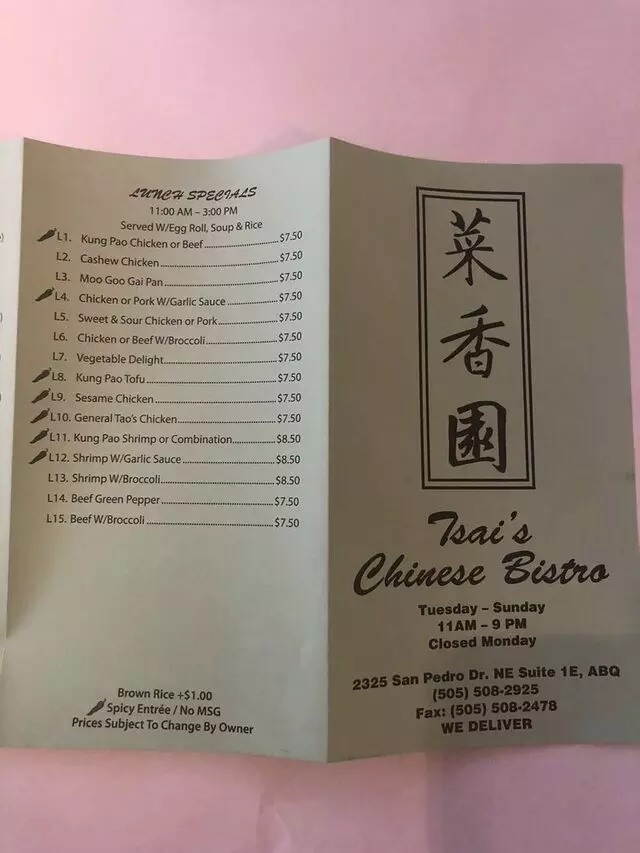 LUNCH SPECIALS
11:00 AM – 3:00 PM
Served W/Egg Roll, Soup & Rice
L1. Kung Pao Chicken or Beef $7.50
L2. Cashew Chicken $7.50
L3. Moo Goo Gai Pan $7.50
L4. Chicken or Pork W/Garlic Sauce $7.50
L5. Sweet & Sour Chicken or Pork $7.50
L6. Chicken or Beef W/Broccoli $7.50
L7. Vegetable Delight $7.50
L8. Kung Pao Tofu $7.50
L9. Sesame Chicken $7.50
L10. General Tao's Chicken $7.50
L11. Kung Pao Shrimp or Combination $8.50
L12. Shrimp W/Garlic Sauce $8.50
L13. Shrimp W/Broccoli $8.50
L14. Beef Green Pepper $7.50
L15. Beef W/Broccoli $7.50
Brown Rice +$1.00
Spicy Entrée / No MSG
Prices Subject To Change By Owner
菜
香
園
Tsai's
Chinese Bistro
Tuesday – Sunday
11AM – 9 PM
Closed Monday
2325 San Pedro Dr. NE Suite 1E, ABQ
(505) 508-2925
Fax: (505) 508-2478
WE DELIVER